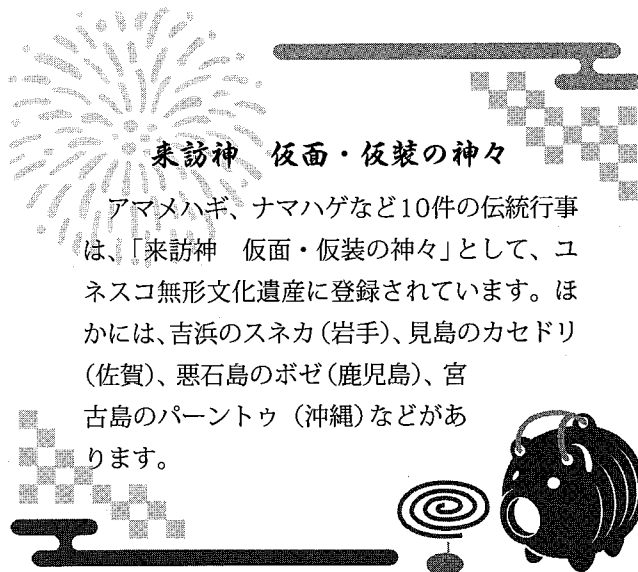 来訪神　仮面・仮装の神々
　アマメハギ、ナマハゲなど10件の伝統行事
は、「来訪神　仮面・仮装の神々」として、ユ
ネスコ無形文化遺産に登録されています。ほ
かには、吉浜のスネカ（岩手）、見島のカセドリ
（佐賀）、悪石島のボゼ（鹿児島）、宮
古島のパーントゥ（沖縄）などがあ
ります。